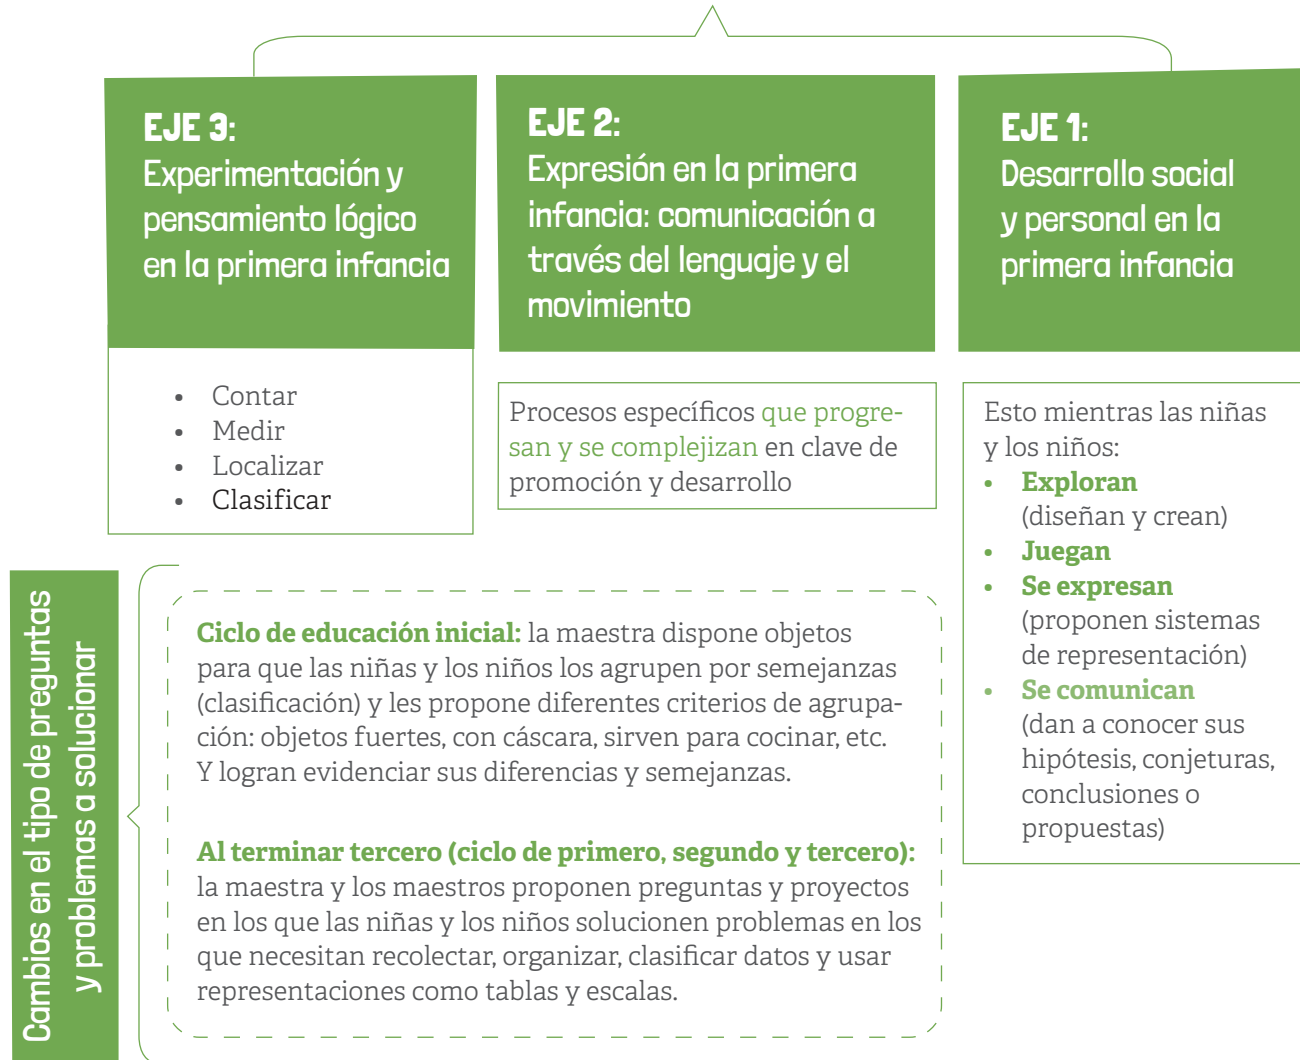 EJE 3:
Experimentación y
pensamiento lógico
en la primera infancia
• Contar
• Medir
• Localizar
• Clasificar
EJE 2:
Expresión en la primera
infancia: comunicación a
través del lenguaje y el
movimiento
Procesos específicos que progre-
san y se complejizan en clave de
promoción y desarrollo
EJE 1:
Desarrollo social
y personal en la
primera infancia
Esto mientras las niñas
y los niños:
• Exploran
(diseñan y crean)
• Juegan
• Se expresan
(proponen sistemas
de representación)
• Se comunican
(dan a conocer sus
hipótesis, conjeturas,
conclusiones o
propuestas)
Cambios en el tipo de preguntas
y problemas a solucionar
Ciclo de educación inicial: la maestra dispone objetos
para que las niñas y los niños los agrupen por semejanzas
(clasificación) y les propone diferentes criterios de agrupa-
ción: objetos fuertes, con cáscara, sirven para cocinar, etc.
Y logran evidenciar sus diferencias y semejanzas.
Al terminar tercero (ciclo de primero, segundo y tercero):
la maestra y los maestros proponen preguntas y proyectos
en los que las niñas y los niños solucionen problemas en los
que necesitan recolectar, organizar, clasificar datos y usar
representaciones como tablas y escalas.